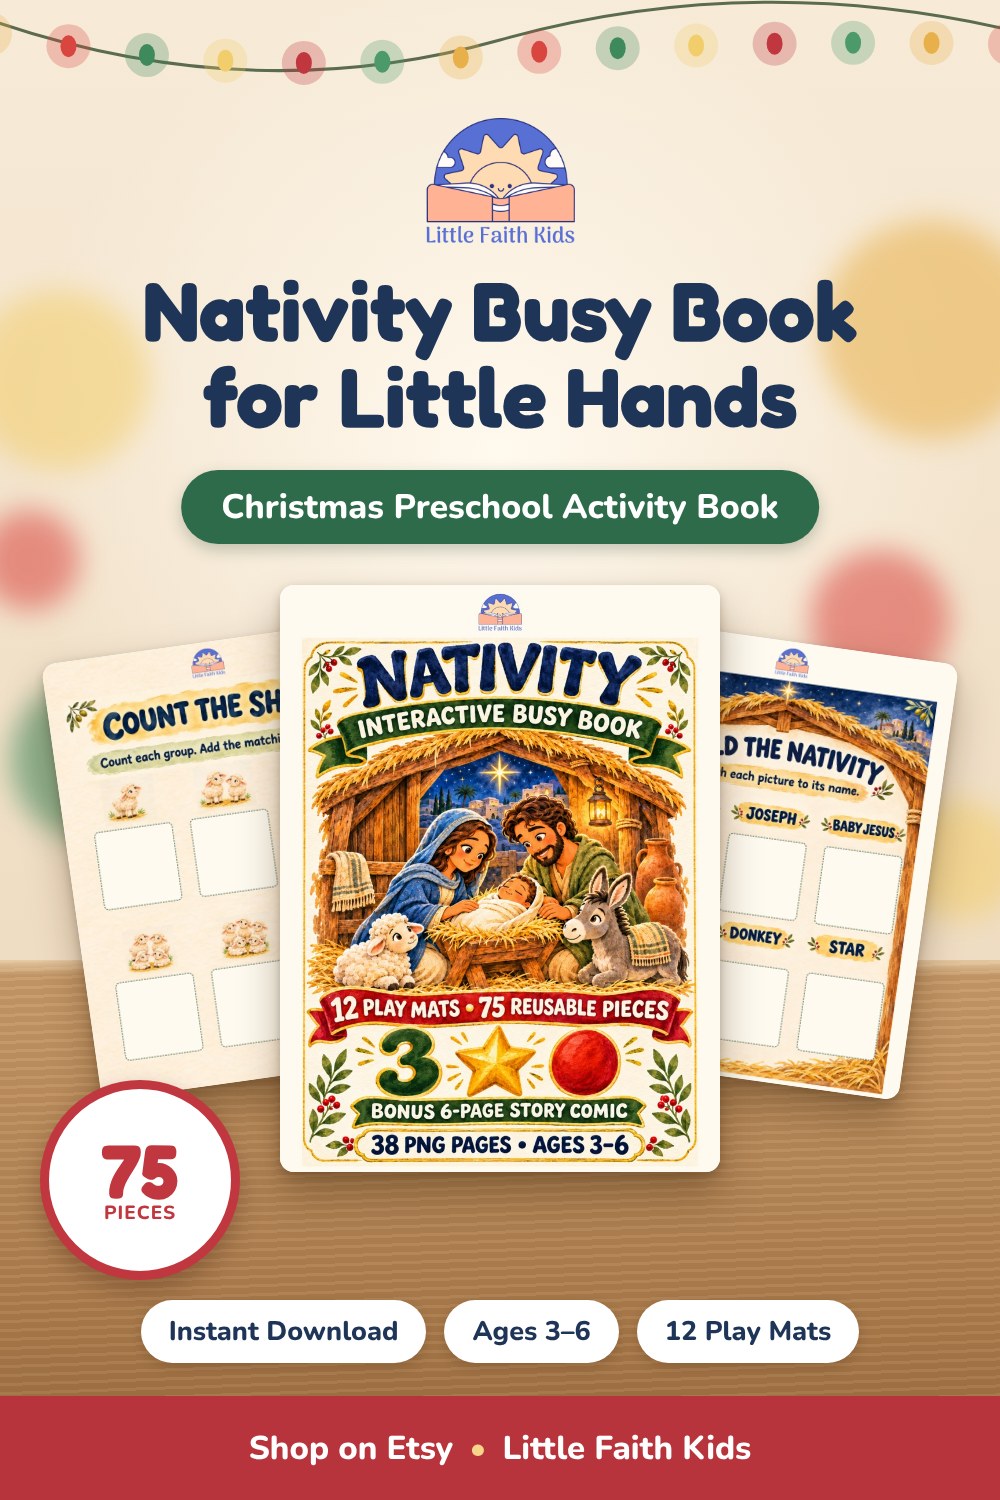 Little Faith Kids
Nativity Busy Book
for Little Hands
Christmas Preschool Activity Book
Little Faith Kids
NATIVITY
INTERACTIVE BUSY BOOK
12 PLAY MATS • 75 REUSABLE PIECES
3
BONUS 6-PAGE STORY COMIC
38 PNG PAGES • AGES 3–6
COUNT THE SH
Count each group. Add the matchi
LD THE NATIVITY
h each picture to its name.
JOSEPH
BABY JESUS
DONKEY
STAR
75
PIECES
Instant Download
Ages 3–6
12 Play Mats
Shop on Etsy • Little Faith Kids